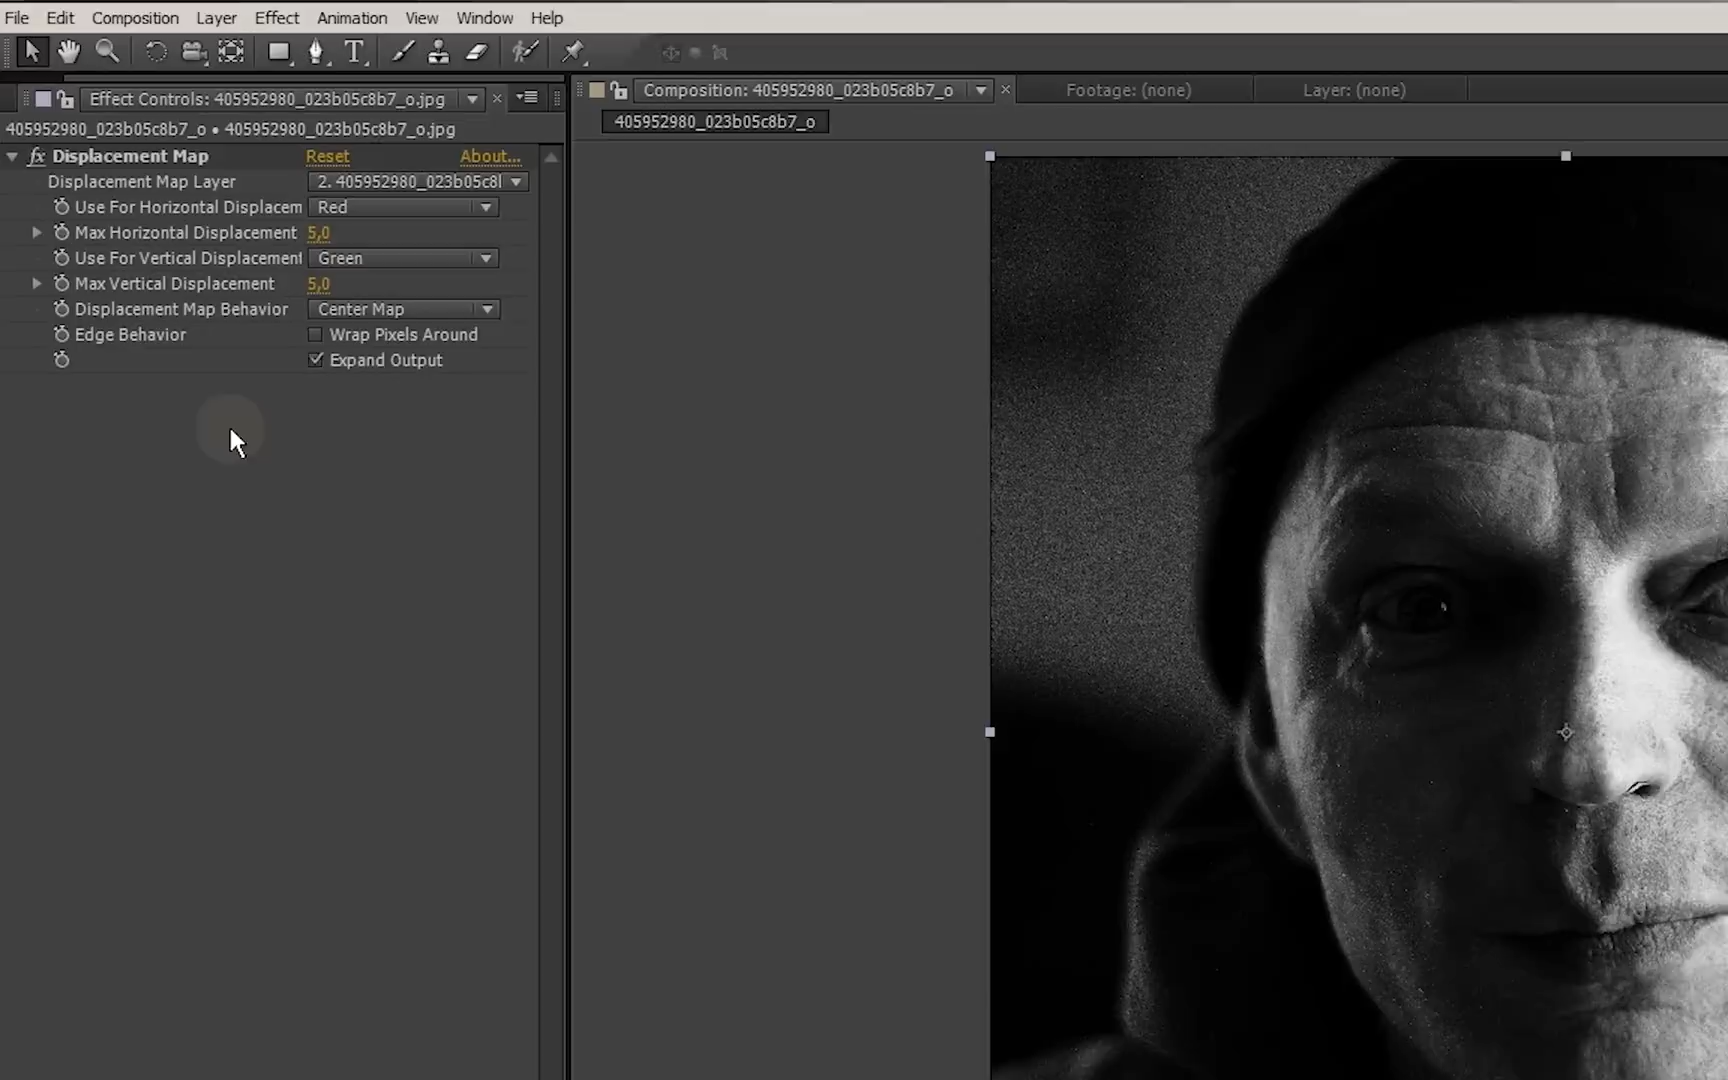 File Edit Composition Layer Effect Animation View Window Help
Effect Controls: 405952980_023b05c8b7_o.jpg
Composition: 405952980_023b05c8b7_o
Footage: (none)
Layer: (none)
405952980_023b05c8b7_o • 405952980_023b05c8b7_o.jpg
405952980_023b05c8b7_o
fx Displacement Map Reset About...
Displacement Map Layer 2. 405952980_023b05c8l
Use For Horizontal Displacem Red
Max Horizontal Displacement 5,0
Use For Vertical Displacement Green
Max Vertical Displacement 5,0
Displacement Map Behavior Center Map
Edge Behavior Wrap Pixels Around
Expand Output